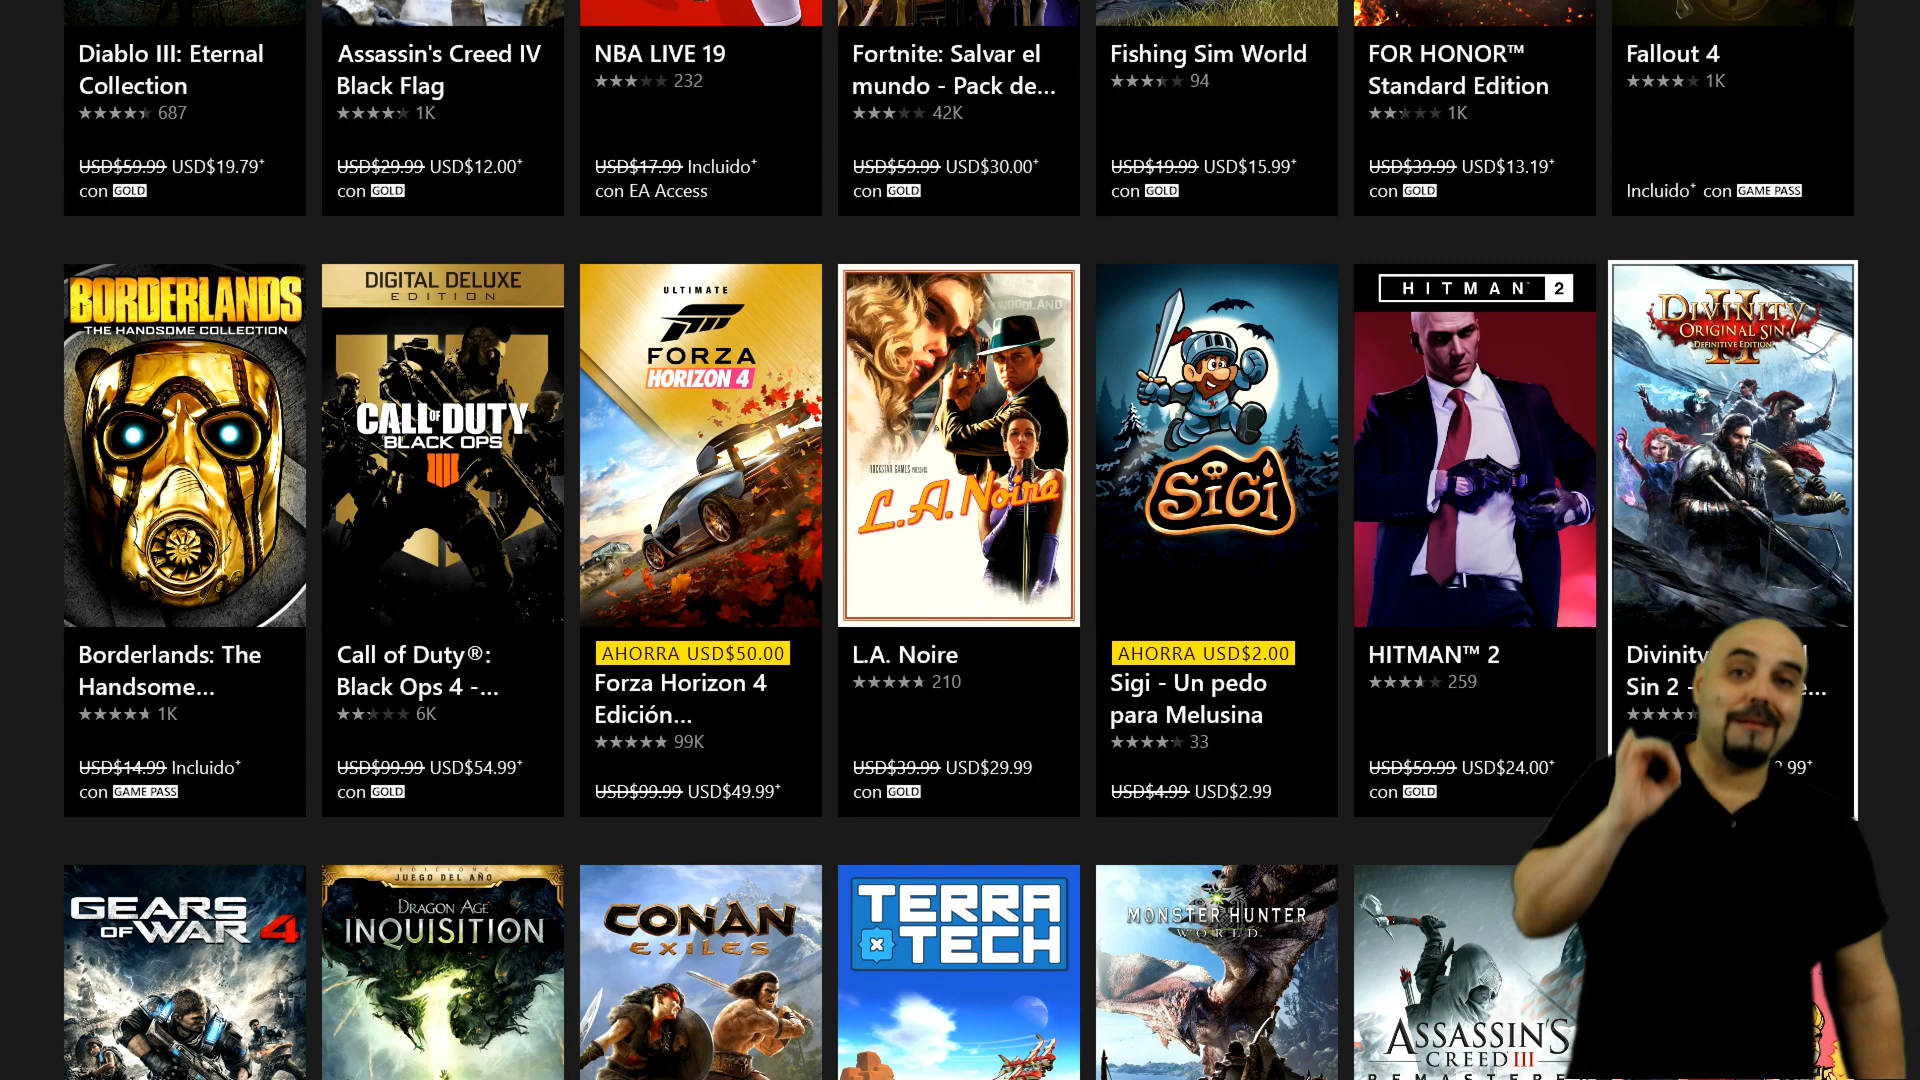 Diablo III: Eternal
Collection
687
USD$59.99 USD$19.79+
con GOLD
Assassin's Creed IV
Black Flag
1K
USD$29.99 USD$12.00+
con GOLD
NBA LIVE 19
232
USD$17.99 Incluido+
con EA Access
Fortnite: Salvar el
mundo - Pack de...
42K
USD$59.99 USD$30.00+
con GOLD
Fishing Sim World
94
USD$19.99 USD$15.99+
con GOLD
FOR HONOR™
Standard Edition
1K
USD$39.99 USD$13.19+
con GOLD
Fallout 4
1K
Incluido+ con GAME PASS
BORDERLANDS
THE HANDSOME COLLECTION
Borderlands: The
Handsome...
1K
USD$14.99 Incluido+
con GAME PASS
DIGITAL DELUXE
EDITION
CALL OF DUTY
BLACK OPS
IIII
Call of Duty®:
Black Ops 4 -...
6K
USD$99.99 USD$54.99+
con GOLD
ULTIMATE
FORZA
HORIZON 4
AHORRA USD$50.00
Forza Horizon 4
Edición...
99K
USD$99.99 USD$49.99+
WOODLAND
ROCKSTAR GAMES PRESENTS
L.A. Noire
L.A. Noire
210
USD$39.99 USD$29.99
con GOLD
SiGi
AHORRA USD$2.00
Sigi - Un pedo
para Melusina
33
USD$4.99 USD$2.99
HITMAN 2
HITMAN™ 2
259
USD$59.99 USD$24.00+
con GOLD
DIVINITY
II
ORIGINAL SIN
DEFINITIVE EDITION
Divinity
Sin 2 - e...
.99+
GEARS
OF WAR 4
EDICIÓN
JUEGO DEL AÑO
DRAGON AGE
INQUISITION
CONAN
EXILES
TERRA
TECH
MONSTER HUNTER
WORLD
ASSASSIN'S
CREED III
REMASTERE